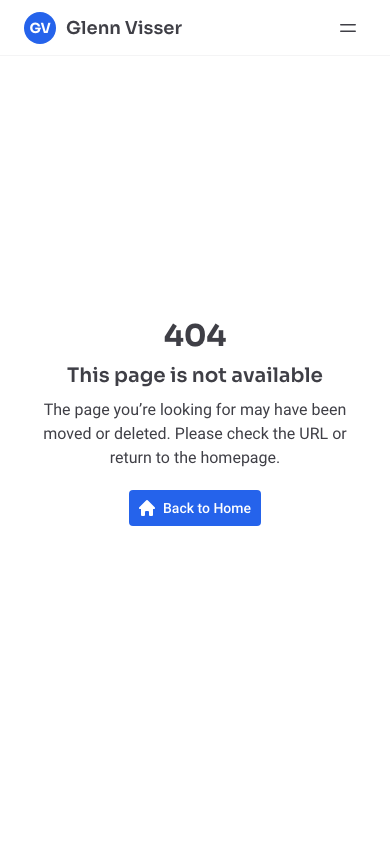 GV Glenn Visser
404
This page is not available
The page you’re looking for may have been
moved or deleted. Please check the URL or
return to the homepage.
Back to Home